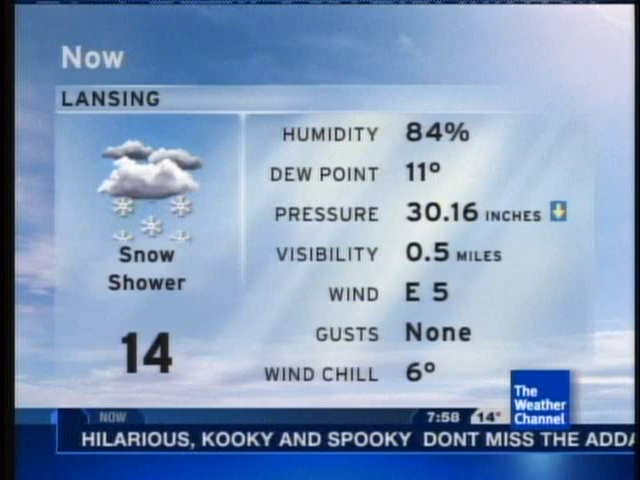 Now
LANSING
Snow
Shower
14
HUMIDITY 84%
DEW POINT 11°
PRESSURE 30.16 INCHES
VISIBILITY 0.5 MILES
WIND E 5
GUSTS None
WIND CHILL 6°
The
Weather
Channel
NOW 7:58 14°
HILARIOUS, KOOKY AND SPOOKY DONT MISS THE ADDA